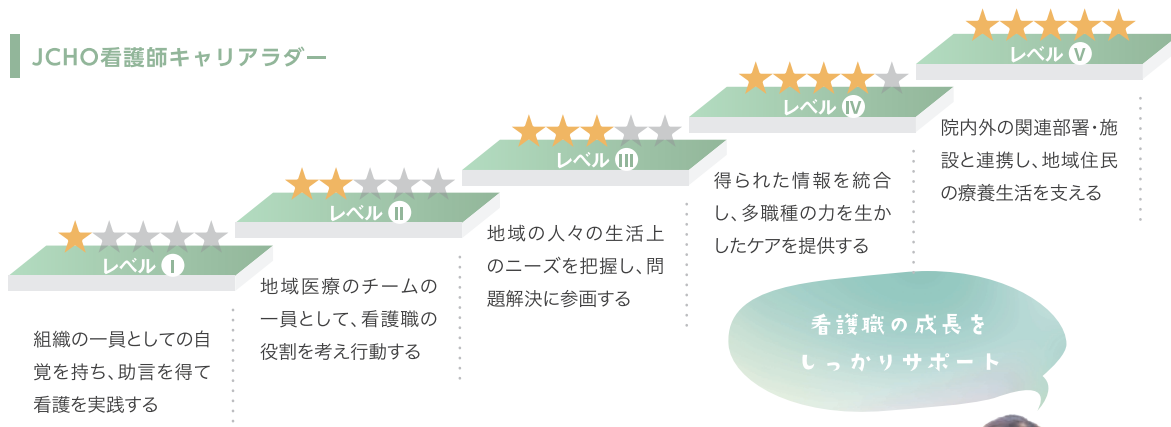 JCHO看護師キャリアラダー
レベル Ⅰ
組織の一員としての自
覚を持ち、助言を得て
看護を実践する
レベル Ⅱ
地域医療のチームの
一員として、看護職の
役割を考え行動する
レベル Ⅲ
地域の人々の生活上
のニーズを把握し、問
題解決に参画する
レベル Ⅳ
得られた情報を統合
し、多職種の力を生か
したケアを提供する
レベル Ⅴ
院内外の関連部署・施
設と連携し、地域住民
の療養生活を支える
看護職の成長を
しっかりサポート